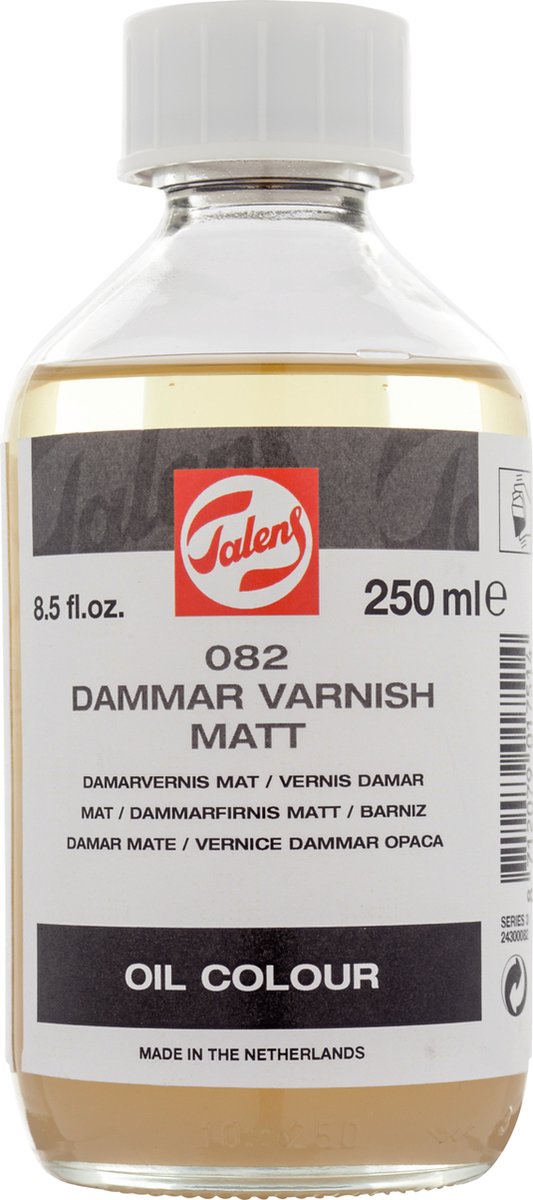 Talens
8.5 fl.oz.
250 ml e
082
DAMMAR VARNISH
MATT
DAMARVERNIS MAT / VERNIS DAMAR
MAT / DAMMARFIRNIS MATT / BARNIZ
DAMAR MATE / VERNICE DAMMAR OPACA
OIL COLOUR
MADE IN THE NETHERLANDS
SERIES